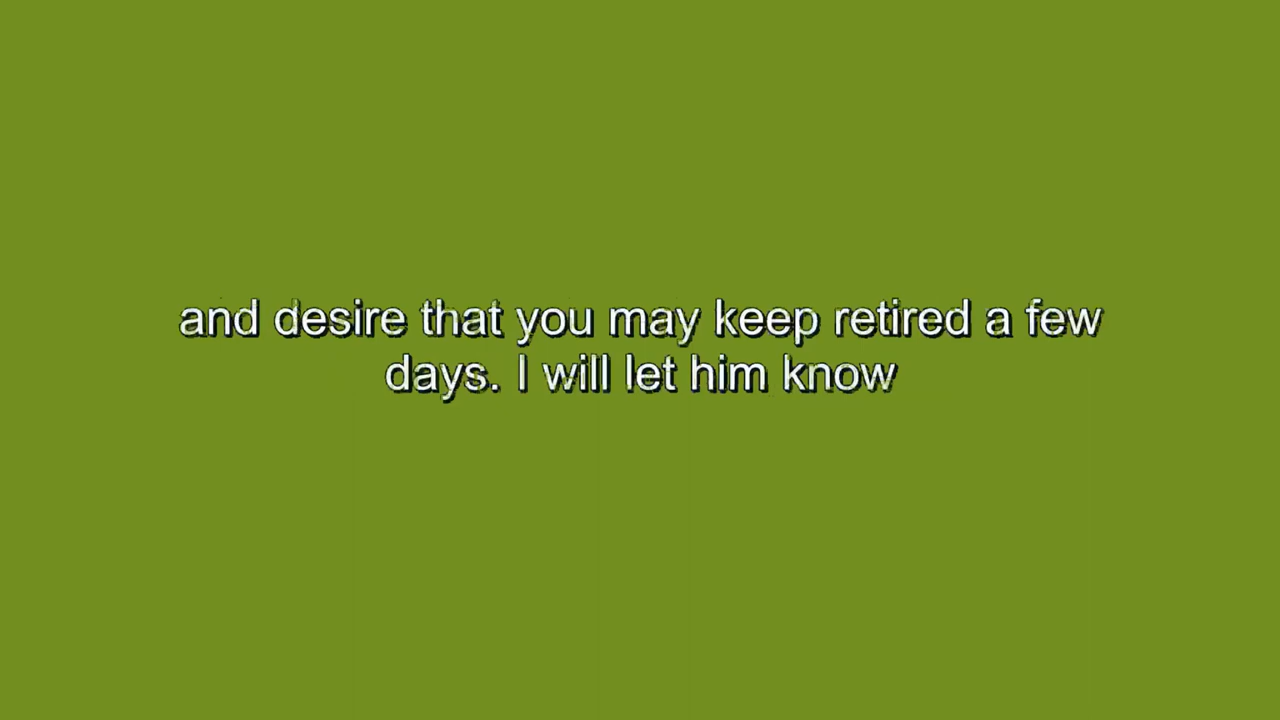 and desire that you may keep retired a few
days. I will let him know